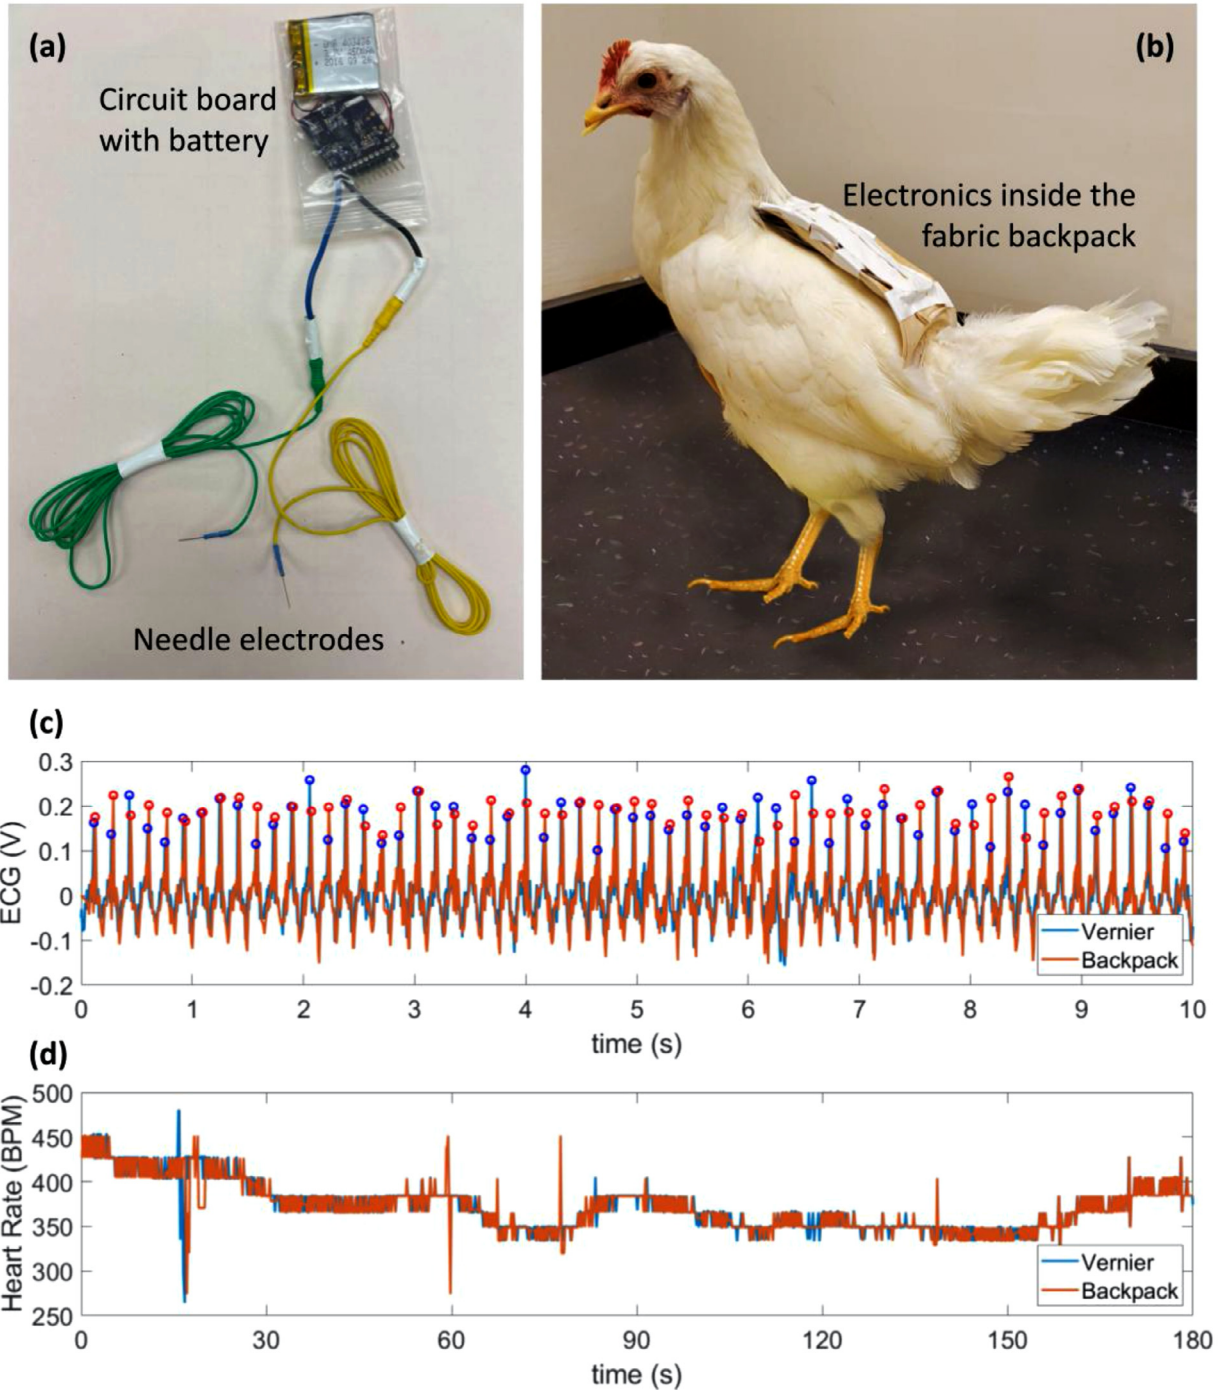 (a)
Circuit board
with battery
2016 03
Needle electrodes
(b)
Electronics inside the
fabric backpack
(c)
ECG (V)
0.3
0.2
0.1
0
-0.1
-0.2
0 1 2 3 4 5 6 7 8 9 10
time (s)
Vernier
Backpack
(d)
Heart Rate (BPM)
500
450
400
350
300
250
0 30 60 90 120 150 180
time (s)
Vernier
Backpack